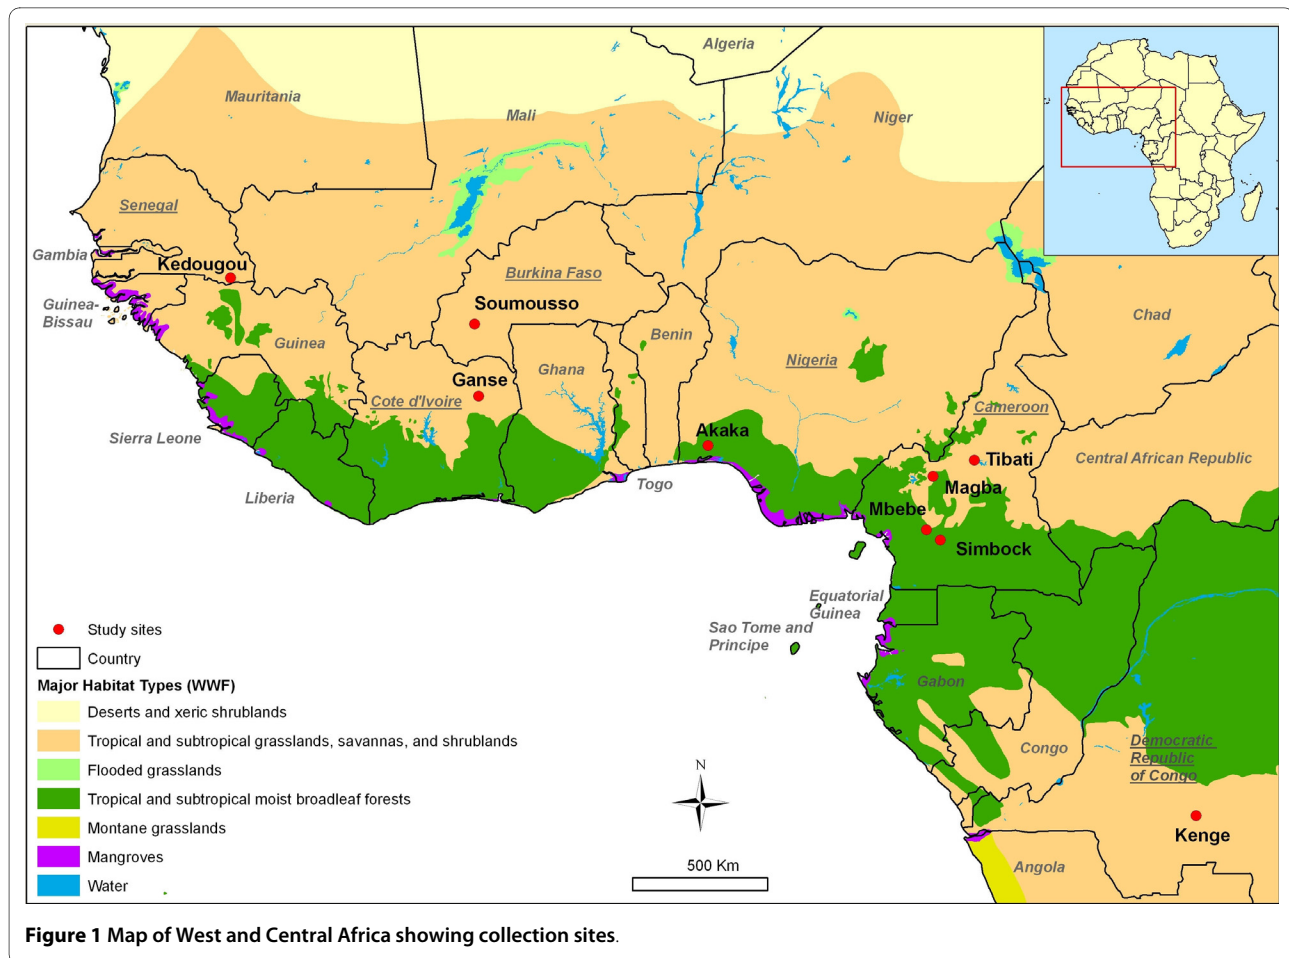 Algeria
Mauritania
Mali
Niger
Senegal
Gambia
Kedougou
Burkina Faso
Guinea-
Bissau
Soumousso
Chad
Benin
Guinea
Nigeria
Ghana
Ganse
Cote d'Ivoire
Cameroon
Akaka
Sierra Leone
Tibati
Central African Republic
Togo
Magba
Liberia
Mbebe
Simbock
Equatorial
Guinea
Sao Tome and
Principe
Gabon
Congo
Democratic
Republic
of Congo
Kenge
Angola
Study sites
Country
Major Habitat Types (WWF)
Deserts and xeric shrublands
Tropical and subtropical grasslands, savannas, and shrublands
Flooded grasslands
Tropical and subtropical moist broadleaf forests
Montane grasslands
Mangroves
Water
N
500 Km
Figure 1 Map of West and Central Africa showing collection sites.